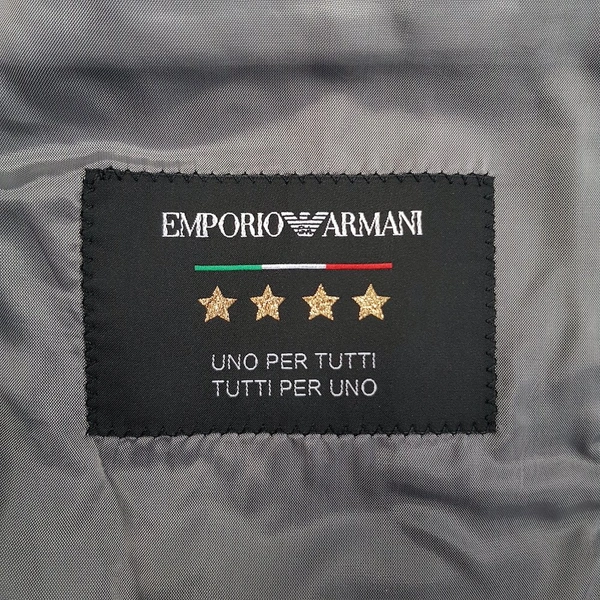 EMPORIO ARMANI
UNO PER TUTTI
TUTTI PER UNO